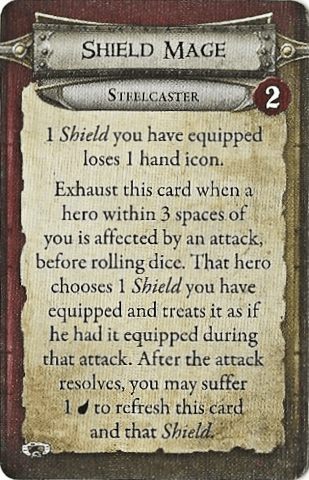 Shield Mage
Steelcaster
2
1 Shield you have equipped
loses 1 hand icon.
Exhaust this card when a
hero within 3 spaces of
you is affected by an attack,
before rolling dice. That hero
chooses 1 Shield you have
equipped and treats it as if
he had it equipped during
that attack. After the attack
resolves, you may suffer
1 to refresh this card
and that Shield.